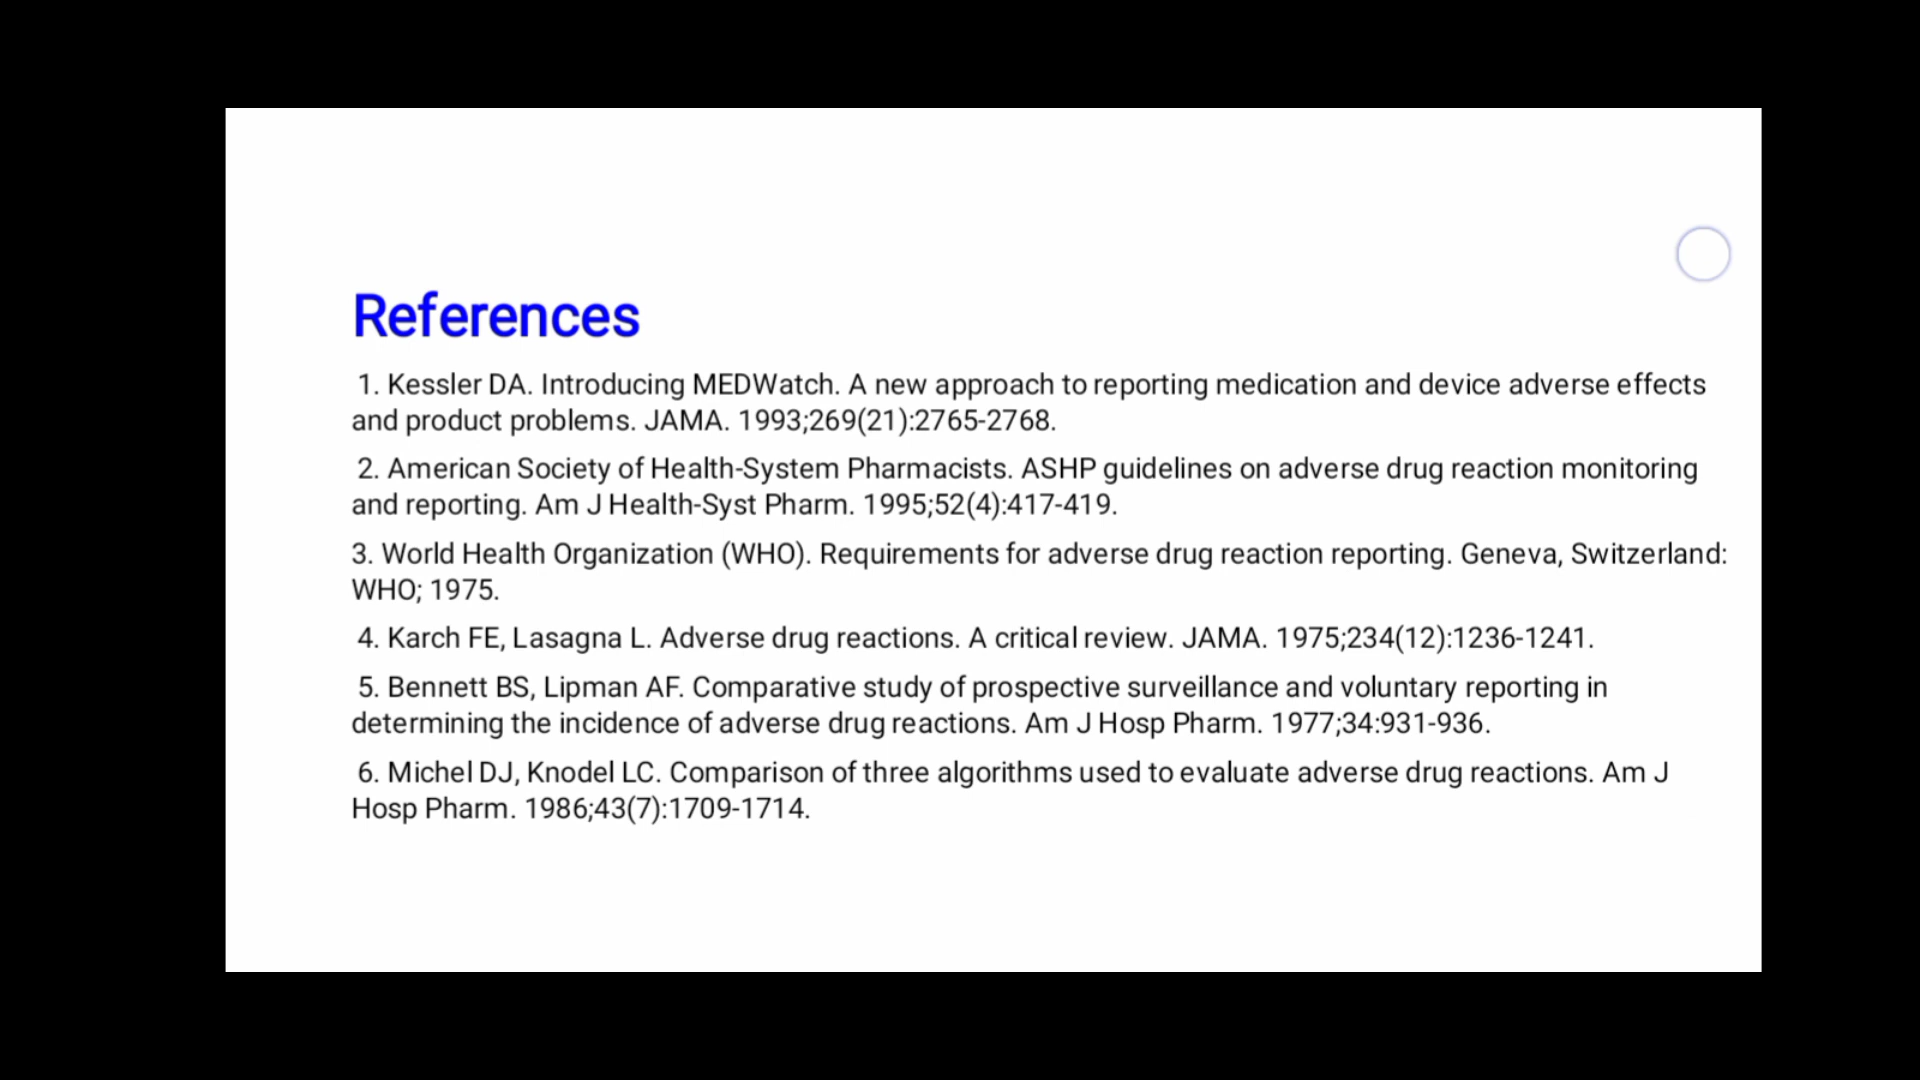 References
1. Kessler DA. Introducing MEDWatch. A new approach to reporting medication and device adverse effects
and product problems. JAMA. 1993;269(21):2765-2768.
2. American Society of Health-System Pharmacists. ASHP guidelines on adverse drug reaction monitoring
and reporting. Am J Health-Syst Pharm. 1995;52(4):417-419.
3. World Health Organization (WHO). Requirements for adverse drug reaction reporting. Geneva, Switzerland:
WHO; 1975.
4. Karch FE, Lasagna L. Adverse drug reactions. A critical review. JAMA. 1975;234(12):1236-1241.
5. Bennett BS, Lipman AF. Comparative study of prospective surveillance and voluntary reporting in
determining the incidence of adverse drug reactions. Am J Hosp Pharm. 1977;34:931-936.
6. Michel DJ, Knodel LC. Comparison of three algorithms used to evaluate adverse drug reactions. Am J
Hosp Pharm. 1986;43(7):1709-1714.